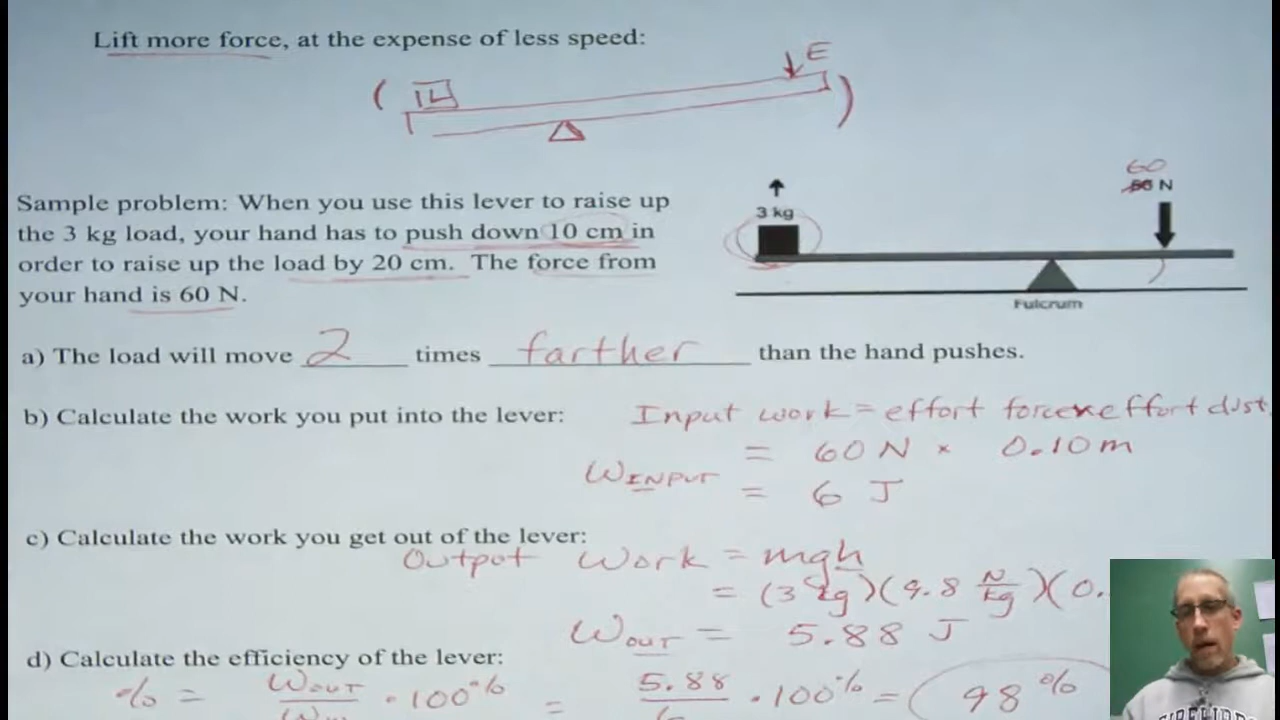 Lift more force, at the expense of less speed:
E
L
Sample problem: When you use this lever to raise up
the 3 kg load, your hand has to push down 10 cm in
order to raise up the load by 20 cm. The force from
your hand is 60 N.
60
N
3 kg
Fulcrum
a) The load will move 2 times farther than the hand pushes.
b) Calculate the work you put into the lever:
Input work = effort force x effort dist
= 60 N × 0.10 m
WINPUT = 6 J
c) Calculate the work you get out of the lever:
Output Work = mgh
= (3 kg)(9.8 N/kg)(0.
WOUT = 5.88 J
d) Calculate the efficiency of the lever:
% = WOUT · 100% = 5.88 · 100% = 98%